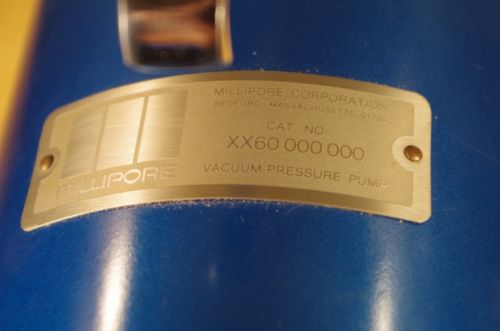 MILLIPORE CORPORATION
BEDFORD, MASSACHUSETTS 01730
CAT. NO.
XX60 000 000
VACUUM-PRESSURE PUMP
MILLIPORE